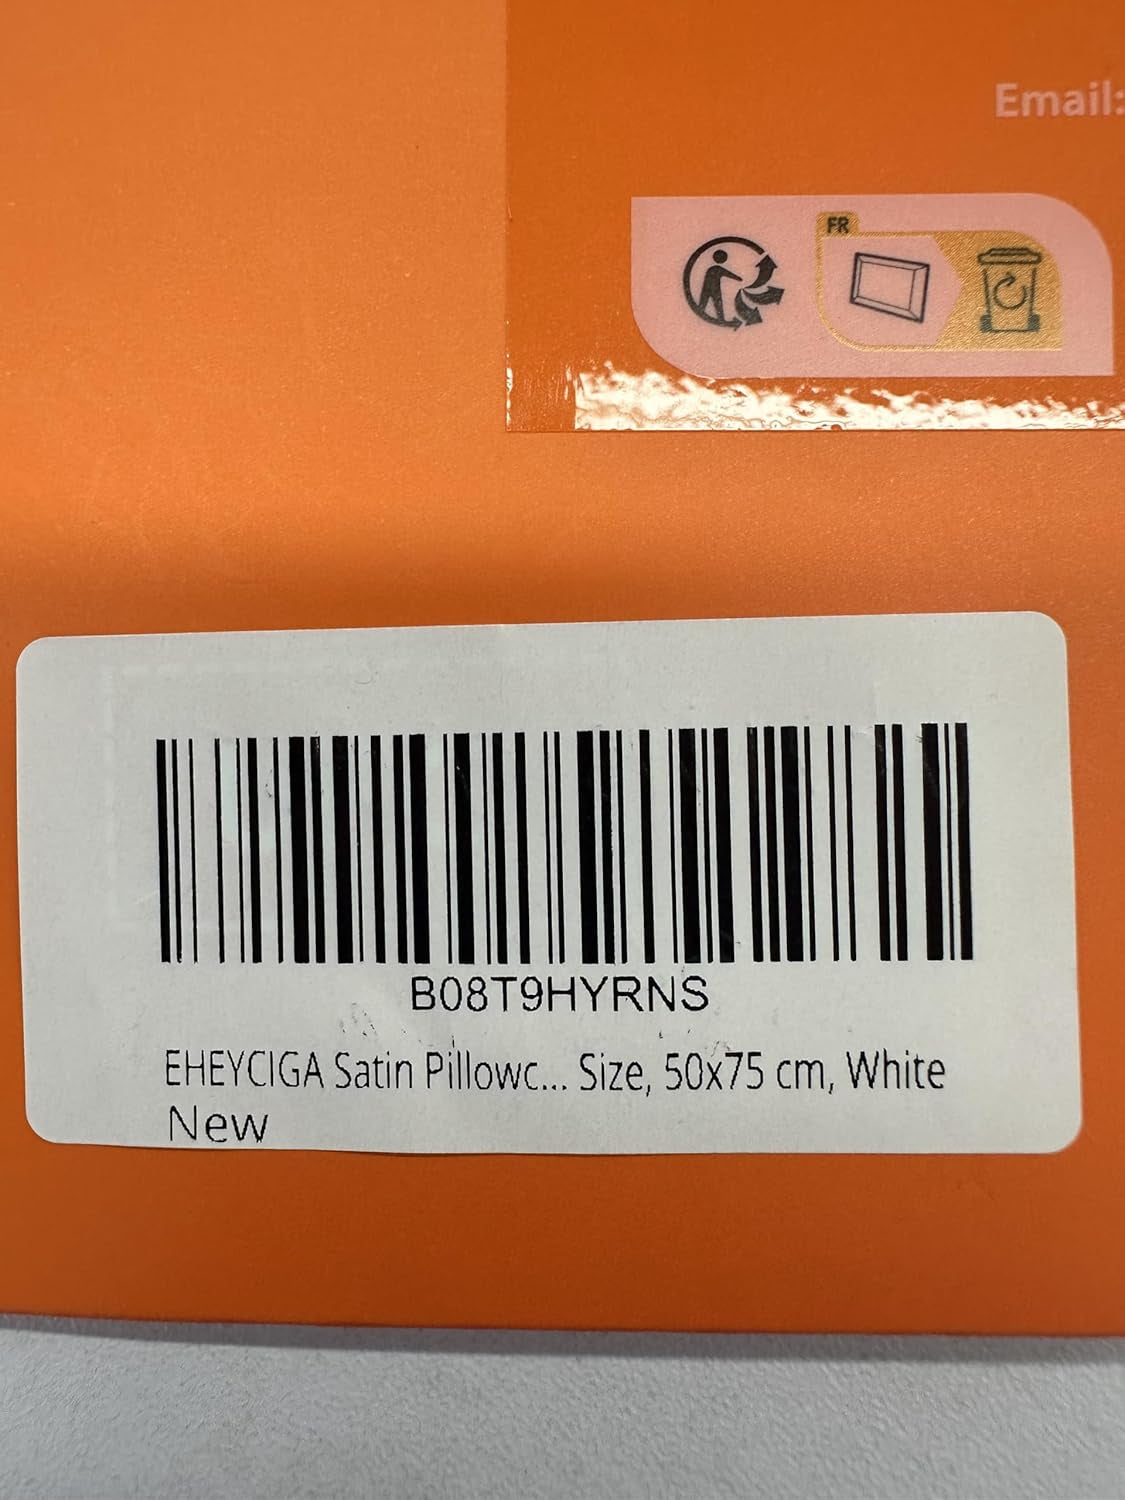 Email:
FR
B08T9HYRNS
EHEYCIGA Satin Pillowc... Size, 50x75 cm, White
New